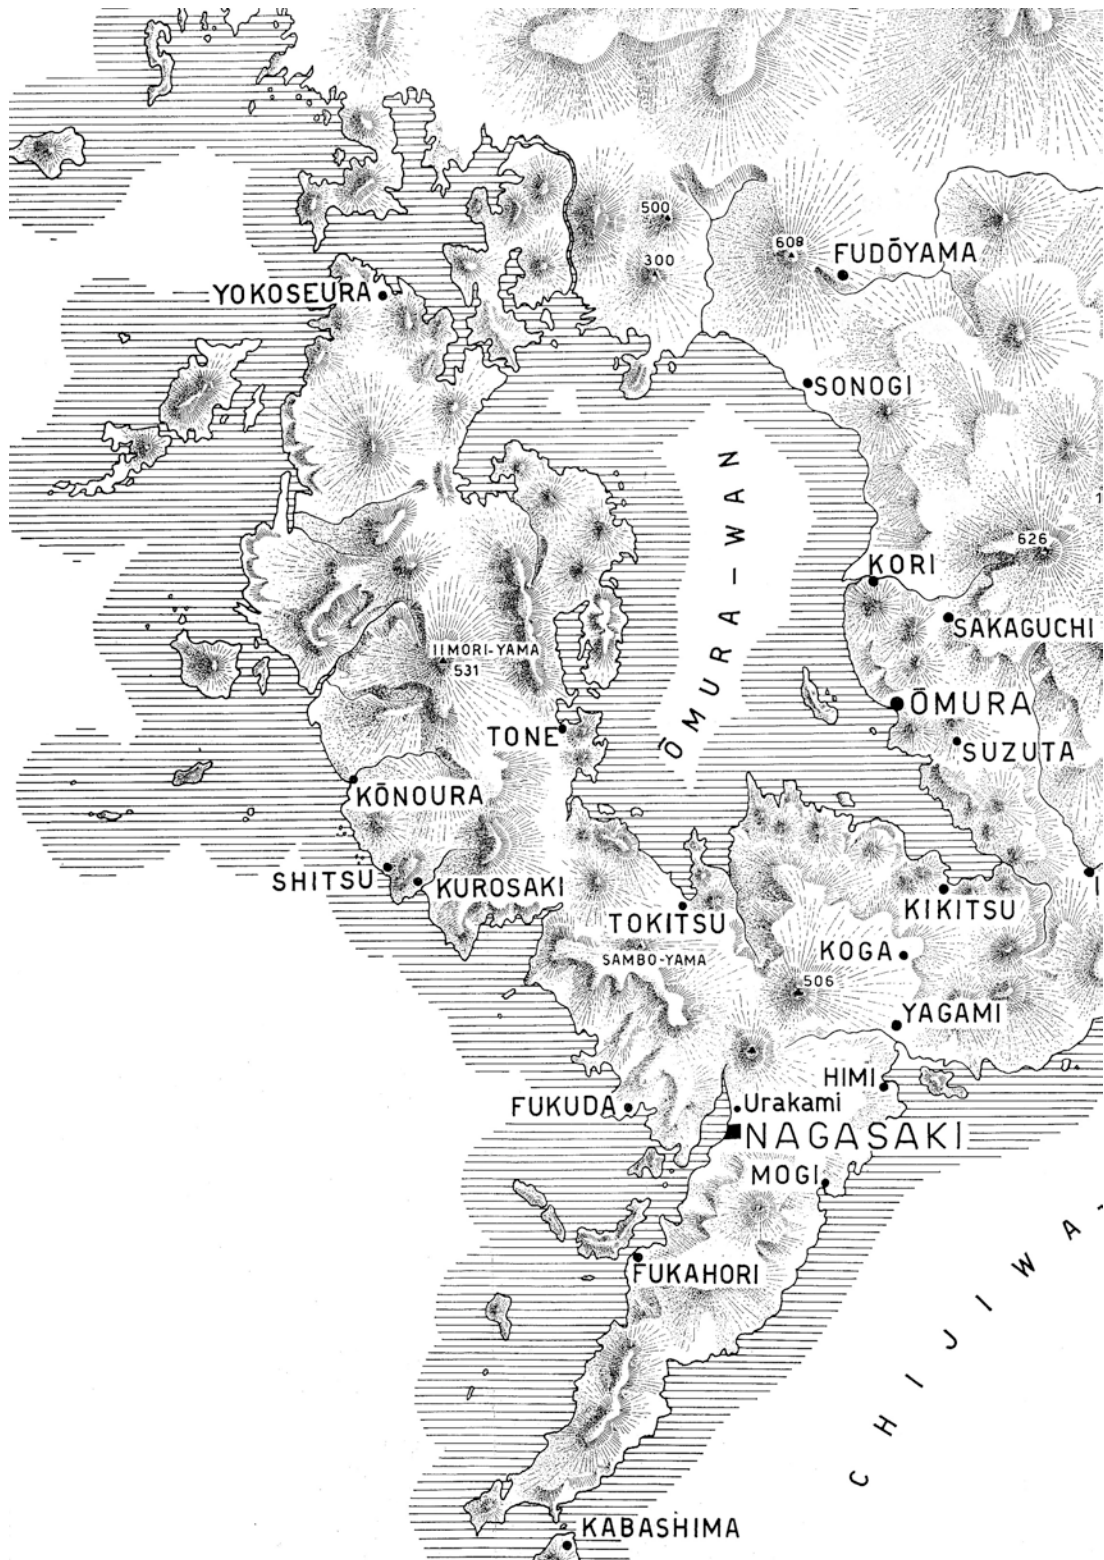 500
608
300
FUDŌYAMA
YOKOSEURA
SONOGI
ŌMURA-WAN
626
KORI
SAKAGUCHI
IIMORI-YAMA
531
ŌMURA
TONE
SUZUTA
KŌNOURA
SHITSU
KUROSAKI
KIKITSU
TOKITSU
KOGA
SAMBO-YAMA
506
YAGAMI
HIMI
FUKUDA
Urakami
NAGASAKI
MOGI
FUKAHORI
CHIJIWA
KABASHIMA